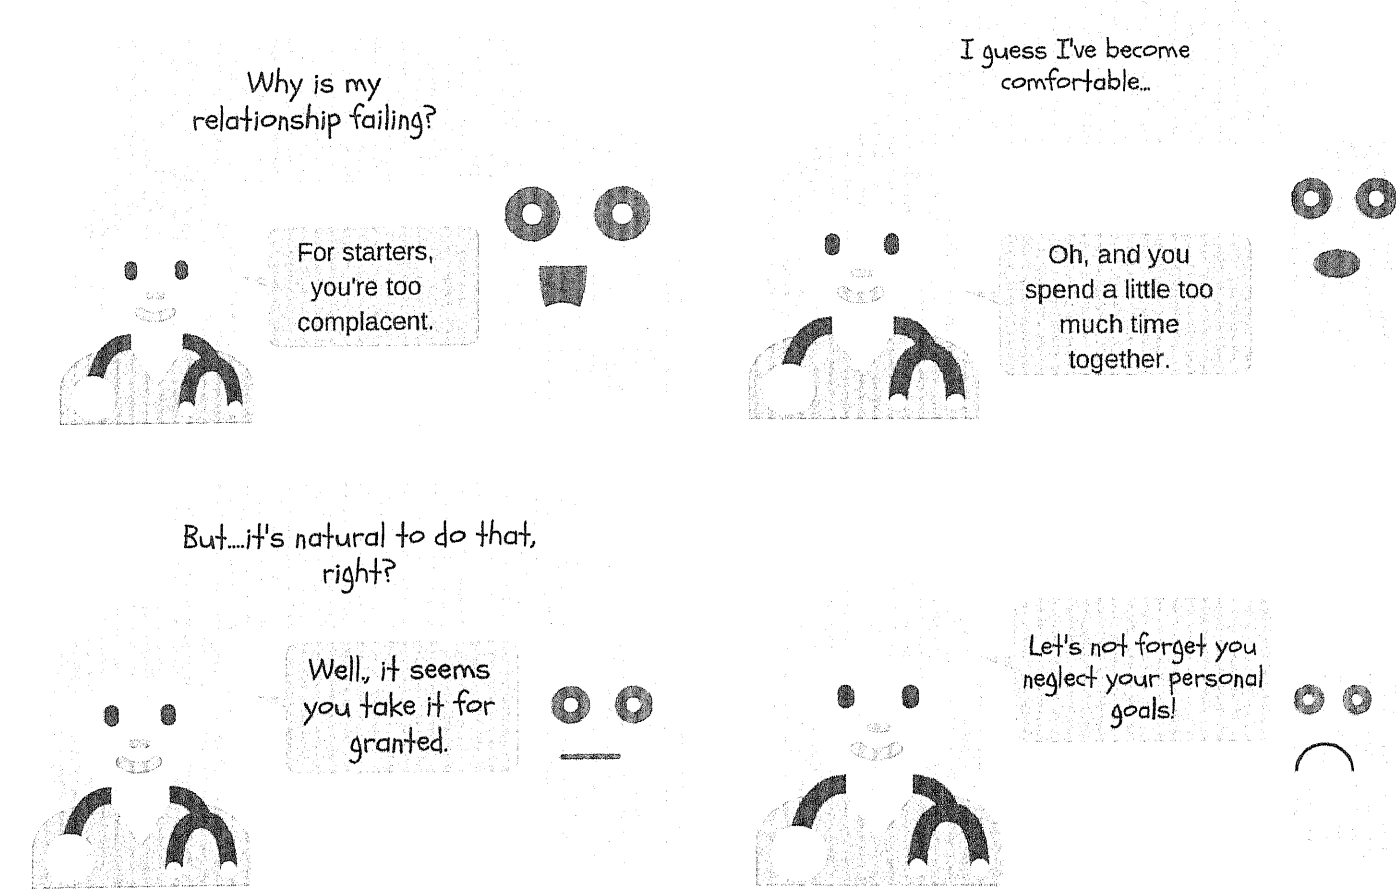 Why is my
relationship failing?
For starters,
you're too
complacent.
I guess I've become
comfortable...
Oh, and you
spend a little too
much time
together.
But....it's natural to do that,
right?
Well., it seems
you take it for
granted.
Let's not forget you
neglect your personal
goals!